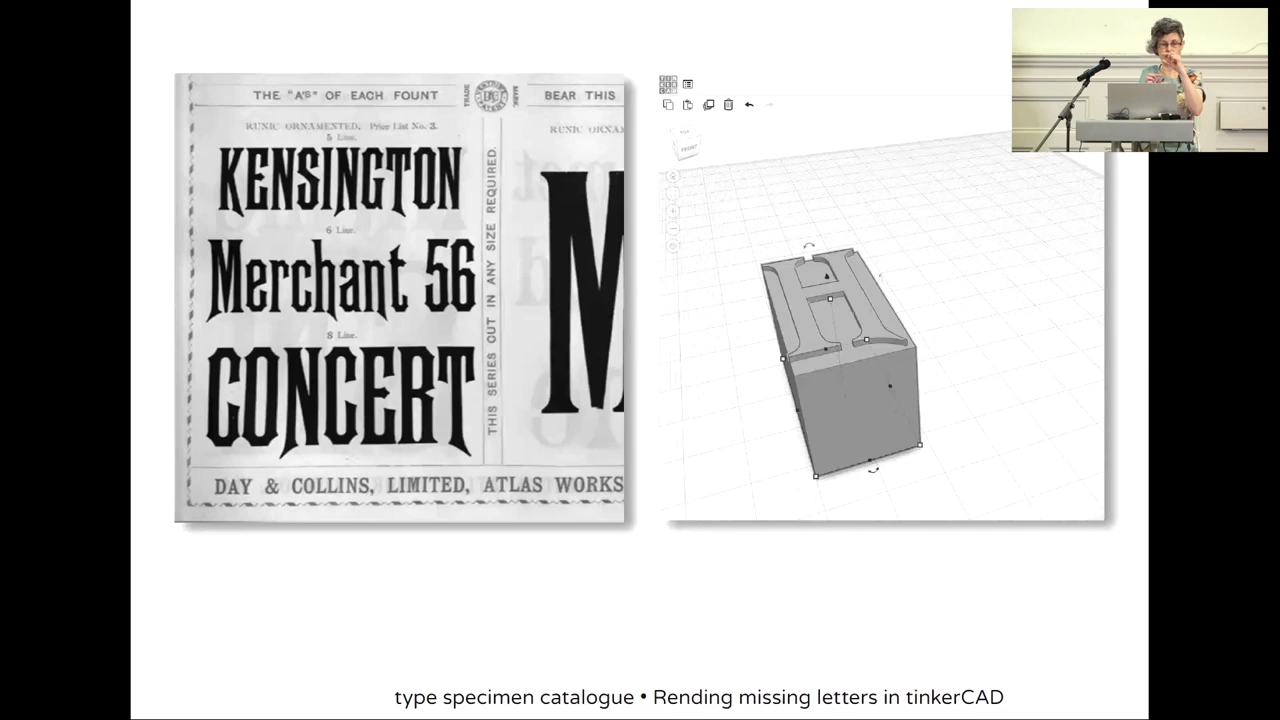 THE "A'S" OF EACH FOUNT
TRADE
MARK
BEAR THIS
RUNIC ORNAMENTED. Price List No. 3.
5 Line.
KENSINGTON
6 Line.
Merchant 56
8 Line.
CONCERT
THIS SERIES CUT IN ANY SIZE REQUIRED.
RUNIC ORNA
M
DAY & COLLINS, LIMITED, ATLAS WORKS
FRONT
type specimen catalogue • Rending missing letters in tinkerCAD